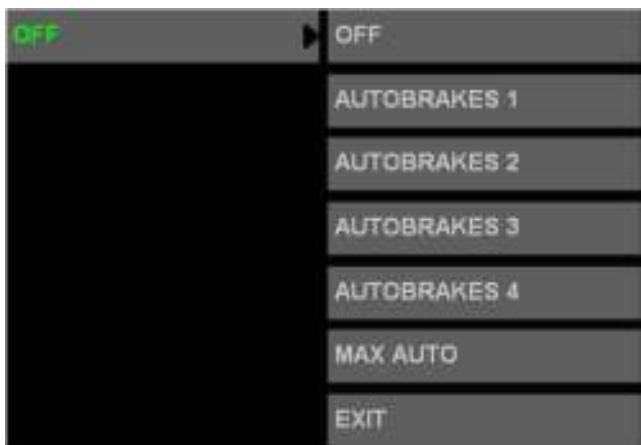 OFF
OFF
AUTOBRAKES 1
AUTOBRAKES 2
AUTOBRAKES 3
AUTOBRAKES 4
MAX AUTO
EXIT